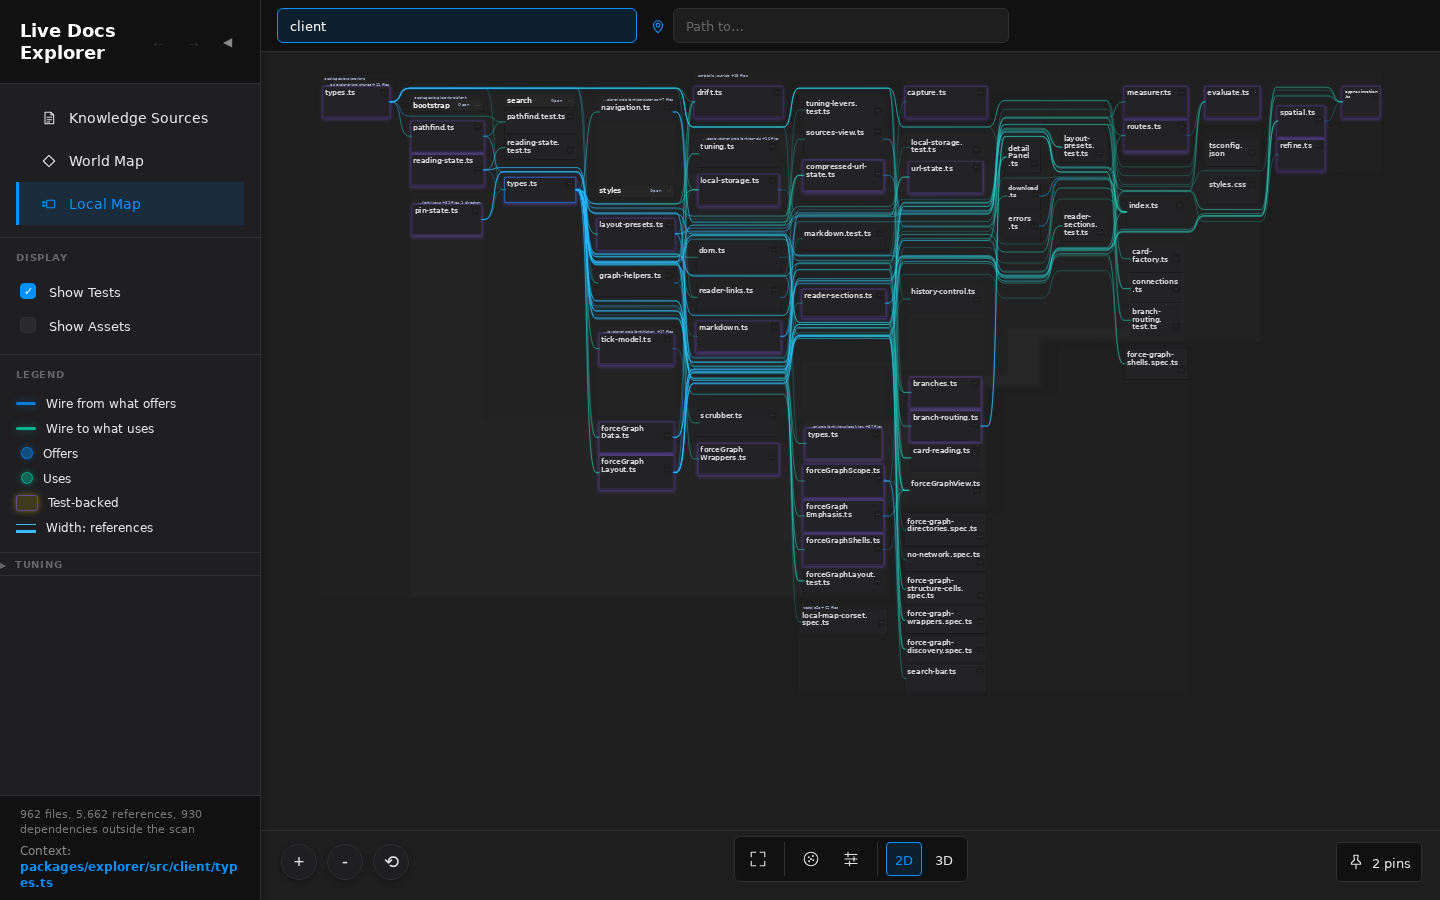 Live Docs
Explorer
←
→
◀
client
Path to...
Knowledge Sources
World Map
Local Map
DISPLAY
Show Tests
Show Assets
LEGEND
Wire from what offers
Wire to what uses
Offers
Uses
Test-backed
Width: references
TUNING
962 files, 5,662 references, 930
dependencies outside the scan
Context:
packages/explorer/src/client/typ
es.ts
types.ts
bootstrap
Open
pathfind.ts
reading-state.ts
pin-state.ts
search
Open
pathfind.test.ts
reading-state.
test.ts
types.ts
navigation.ts
styles
Open
layout-presets.ts
graph-helpers.ts
tick-model.ts
forceGraph
Data.ts
forceGraph
Layout.ts
drift.ts
tuning.ts
local-storage.ts
dom.ts
reader-links.ts
markdown.ts
scrubber.ts
forceGraph
Wrappers.ts
tuning-levers.
test.ts
sources-view.ts
compressed-url-
state.ts
markdown.test.ts
reader-sections.ts
types.ts
forceGraphScope.ts
forceGraph
Emphasis.ts
forceGraphShells.ts
forceGraphLayout.
test.ts
local-map-corset.
spec.ts
capture.ts
local-storage.
test.ts
url-state.ts
history-control.ts
branches.ts
branch-routing.ts
card-reading.ts
forceGraphView.ts
force-graph-
directories.spec.ts
no-network.spec.ts
force-graph-
structure-cells.
spec.ts
force-graph-
wrappers.spec.ts
force-graph-
discovery.spec.ts
search-bar.ts
detail
Panel
.ts
download
.ts
errors
.ts
layout-
presets.
test.ts
reader-
sections.
test.ts
measurer.ts
routes.ts
index.ts
card-
factory.ts
connections
.ts
branch-
routing.
test.ts
force-graph-
shells.spec.ts
evaluate.ts
tsconfig.
json
styles.css
spatial.ts
refine.ts
approximation
.ts
+
-
⟲
2D
3D
2 pins